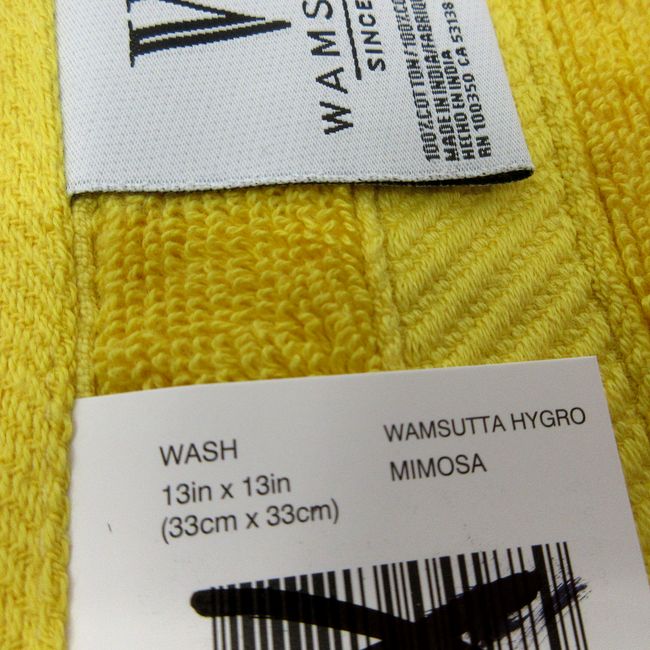 WAMS
SINCE
100% COTTON/100% CO
MADE IN INDIA/FABRIQU
HECHO EN INDIA
RN 100350 CA 53138
WASH
13in x 13in
(33cm x 33cm)
WAMSUTTA HYGRO
MIMOSA